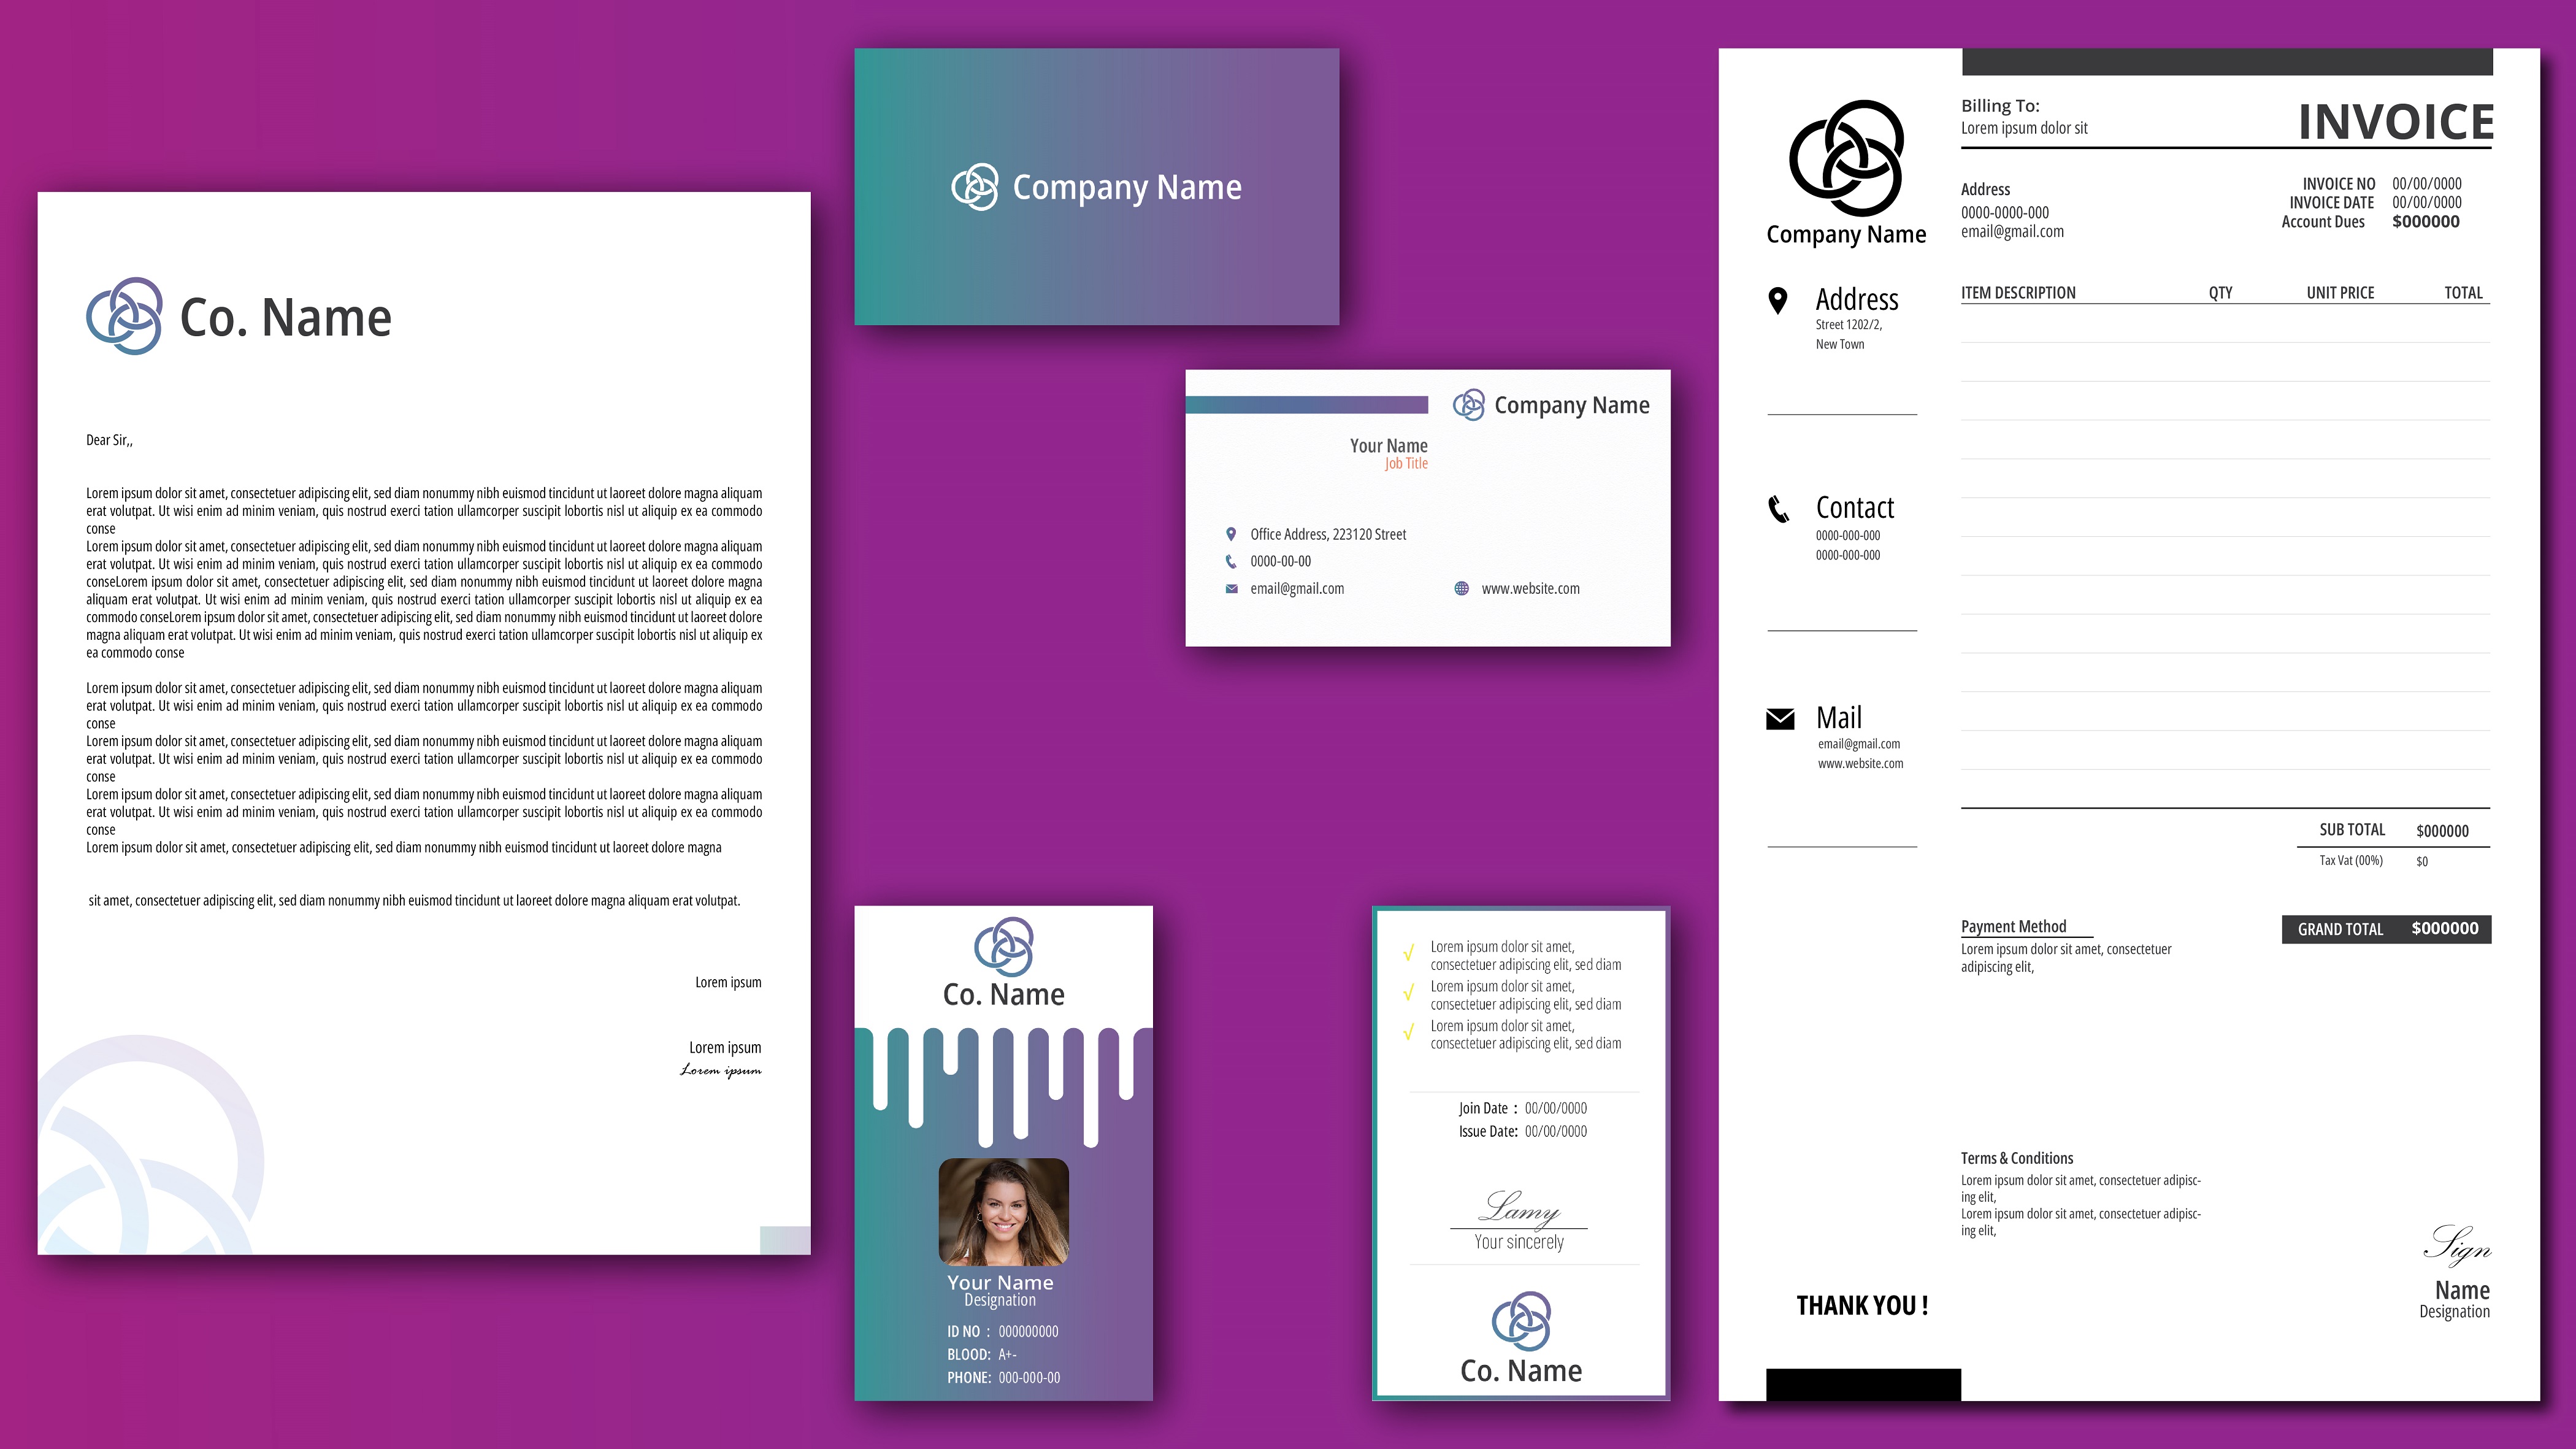 Co. Name
Dear Sir,,
Lorem ipsum dolor sit amet, consectetuer adipiscing elit, sed diam nonummy nibh euismod tincidunt ut laoreet dolore magna aliquam
erat volutpat. Ut wisi enim ad minim veniam, quis nostrud exerci tation ullamcorper suscipit lobortis nisl ut aliquip ex ea commodo
conse
Lorem ipsum dolor sit amet, consectetuer adipiscing elit, sed diam nonummy nibh euismod tincidunt ut laoreet dolore magna aliquam
erat volutpat. Ut wisi enim ad minim veniam, quis nostrud exerci tation ullamcorper suscipit lobortis nisl ut aliquip ex ea commodo
conseLorem ipsum dolor sit amet, consectetuer adipiscing elit, sed diam nonummy nibh euismod tincidunt ut laoreet dolore magna
aliquam erat volutpat. Ut wisi enim ad minim veniam, quis nostrud exerci tation ullamcorper suscipit lobortis nisl ut aliquip ex ea
commodo conseLorem ipsum dolor sit amet, consectetuer adipiscing elit, sed diam nonummy nibh euismod tincidunt ut laoreet dolore
magna aliquam erat volutpat. Ut wisi enim ad minim veniam, quis nostrud exerci tation ullamcorper suscipit lobortis nisl ut aliquip ex
ea commodo conse
Lorem ipsum dolor sit amet, consectetuer adipiscing elit, sed diam nonummy nibh euismod tincidunt ut laoreet dolore magna aliquam
erat volutpat. Ut wisi enim ad minim veniam, quis nostrud exerci tation ullamcorper suscipit lobortis nisl ut aliquip ex ea commodo
conse
Lorem ipsum dolor sit amet, consectetuer adipiscing elit, sed diam nonummy nibh euismod tincidunt ut laoreet dolore magna aliquam
erat volutpat. Ut wisi enim ad minim veniam, quis nostrud exerci tation ullamcorper suscipit lobortis nisl ut aliquip ex ea commodo
conse
Lorem ipsum dolor sit amet, consectetuer adipiscing elit, sed diam nonummy nibh euismod tincidunt ut laoreet dolore magna aliquam
erat volutpat. Ut wisi enim ad minim veniam, quis nostrud exerci tation ullamcorper suscipit lobortis nisl ut aliquip ex ea commodo
conse
Lorem ipsum dolor sit amet, consectetuer adipiscing elit, sed diam nonummy nibh euismod tincidunt ut laoreet dolore magna
sit amet, consectetuer adipiscing elit, sed diam nonummy nibh euismod tincidunt ut laoreet dolore magna aliquam erat volutpat.
Lorem ipsum
Lorem ipsum
Lorem ipsum
Company Name
Company Name
Your Name
Job Title
Office Address, 223120 Street
0000-00-00
email@gmail.com
www.website.com
Co. Name
Your Name
Designation
ID NO : 000000000
BLOOD: A+-
PHONE: 000-000-00
√ Lorem ipsum dolor sit amet,
consectetuer adipiscing elit, sed diam
√ Lorem ipsum dolor sit amet,
consectetuer adipiscing elit, sed diam
√ Lorem ipsum dolor sit amet,
consectetuer adipiscing elit, sed diam
Join Date : 00/00/0000
Issue Date: 00/00/0000
Lamy
Your sincerely
Co. Name
Company Name
Address
Street 1202/2,
New Town
Contact
0000-000-000
0000-000-000
Mail
email@gmail.com
www.website.com
THANK YOU !
Billing To:
Lorem ipsum dolor sit
INVOICE
Address
0000-0000-000
email@gmail.com
INVOICE NO 00/00/0000
INVOICE DATE 00/00/0000
Account Dues $000000
ITEM DESCRIPTION QTY UNIT PRICE TOTAL
SUB TOTAL $000000
Tax Vat (00%) $0
GRAND TOTAL $000000
Payment Method
Lorem ipsum dolor sit amet, consectetuer
adipiscing elit,
Terms & Conditions
Lorem ipsum dolor sit amet, consectetuer adipisc-
ing elit,
Lorem ipsum dolor sit amet, consectetuer adipisc-
ing elit,
Sign
Name
Designation